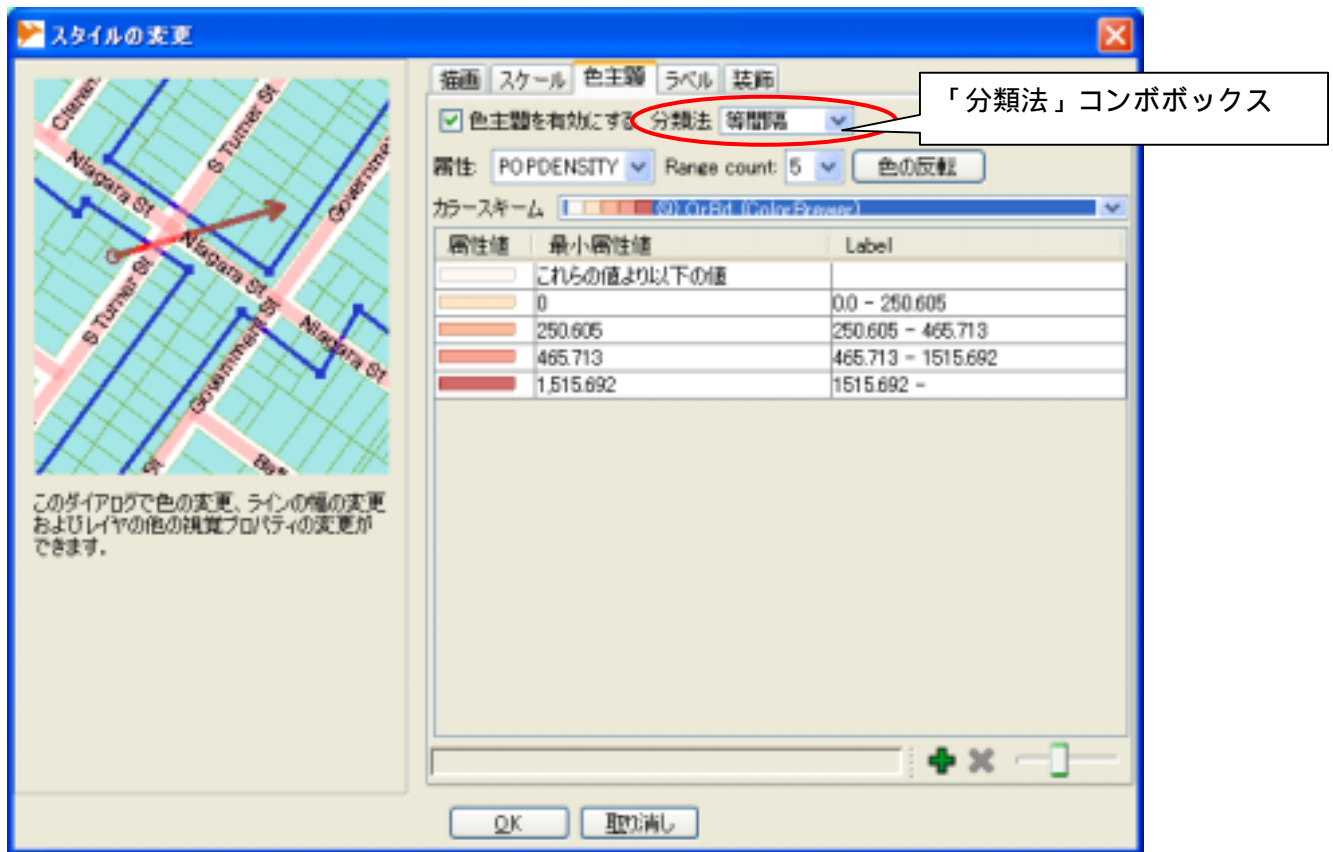 スタイルの変更
描画 スケール 色主題 ラベル 装飾
「分類法」コンボボックス
色主題を有効にする 分類法 等間隔
属性: POPDENSITY Range count: 5 色の反転
カラースキーム (9) OrRd (ColorBrewer)
属性値 最小属性値 Label
これらの値より以下の値
0 0.0 - 250.605
250.605 250.605 - 465.713
465.713 465.713 - 1515.692
1,515.692 1515.692 -
S Turner St
Niagara St
Niagara St
Niagara St
S Turner St
Government St
Governme
このダイアログで色の変更、ラインの幅の変更
およびレイヤの他の視覚プロパティの変更が
できます。
OK 取り消し